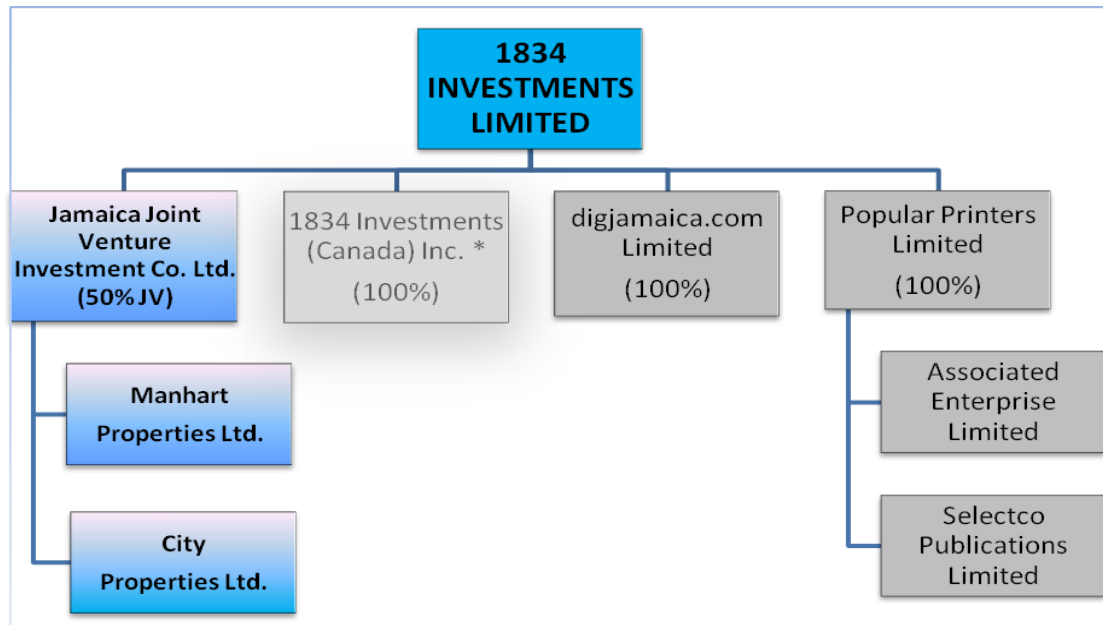 1834
INVESTMENTS
LIMITED
Jamaica Joint
Venture
Investment Co. Ltd.
(50% JV)
1834 Investments
(Canada) Inc. *
(100%)
digjamaica.com
Limited
(100%)
Popular Printers
Limited
(100%)
Manhart
Properties Ltd.
City
Properties Ltd.
Associated
Enterprise
Limited
Selectco
Publications
Limited